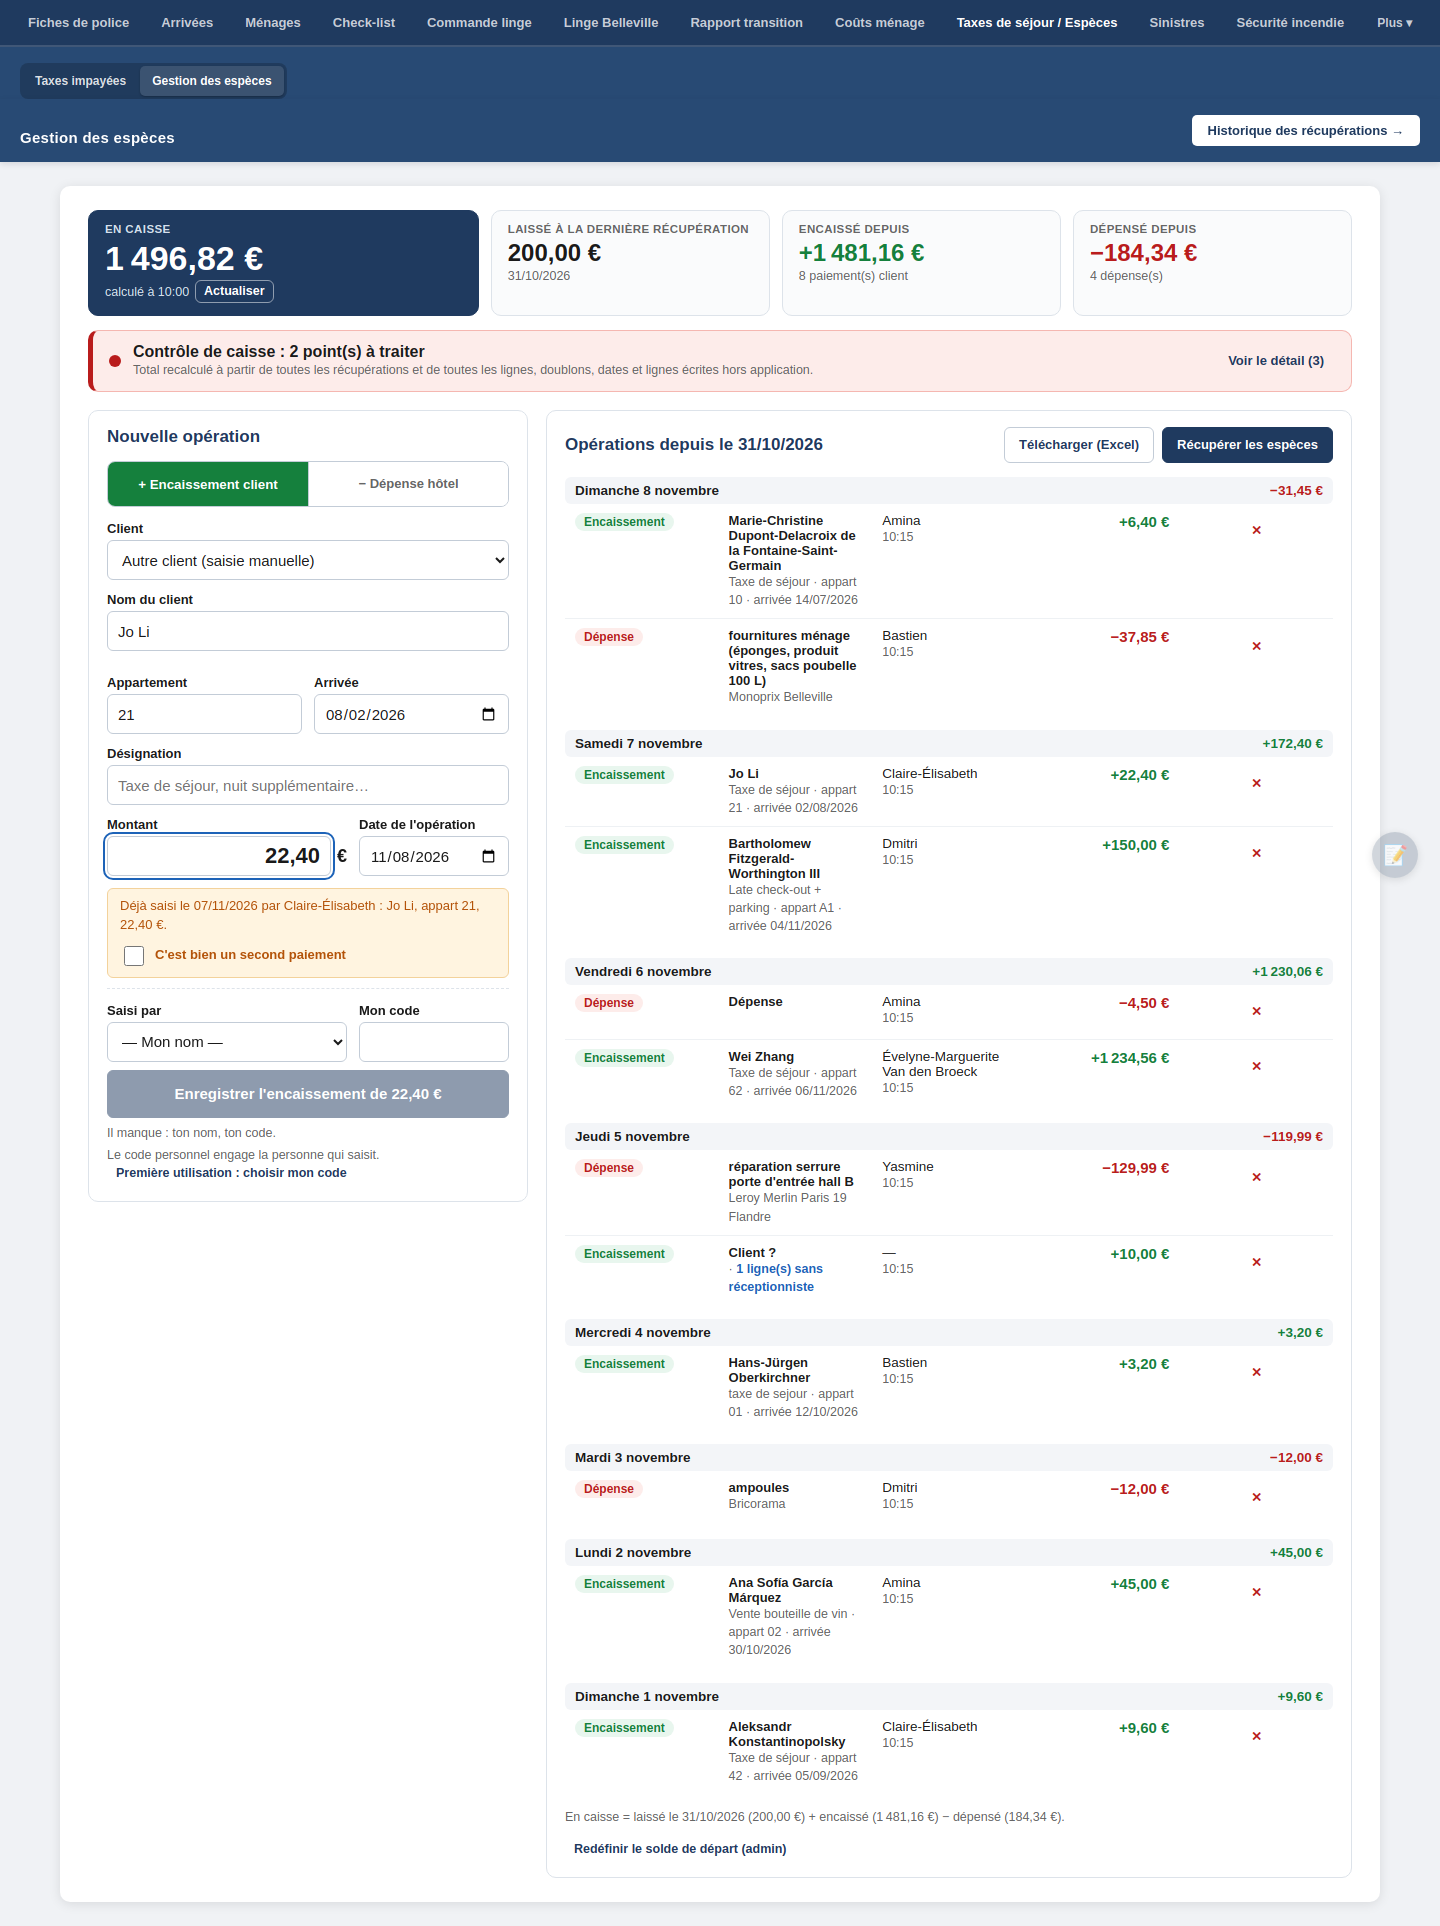 Fiches de police Arrivées Ménages Check-list Commande linge Linge Belleville Rapport transition Coûts ménage Taxes de séjour / Espèces Sinistres Sécurité incendie Plus ▾
Taxes impayées Gestion des espèces
Gestion des espèces
Historique des récupérations →
EN CAISSE
1 496,82 €
calculé à 10:00 Actualiser
LAISSÉ À LA DERNIÈRE RÉCUPÉRATION
200,00 €
31/10/2026
ENCAISSÉ DEPUIS
+1 481,16 €
8 paiement(s) client
DÉPENSÉ DEPUIS
−184,34 €
4 dépense(s)
Contrôle de caisse : 2 point(s) à traiter
Total recalculé à partir de toutes les récupérations et de toutes les lignes, doublons, dates et lignes écrites hors application.
Voir le détail (3)
Nouvelle opération
+ Encaissement client − Dépense hôtel
Client
Autre client (saisie manuelle)
Nom du client
Jo Li
Appartement Arrivée
21 08/02/2026
Désignation
Taxe de séjour, nuit supplémentaire…
Montant Date de l'opération
22,40 € 11/08/2026
Déjà saisi le 07/11/2026 par Claire-Élisabeth : Jo Li, appart 21,
22,40 €.
C'est bien un second paiement
Saisi par Mon code
— Mon nom —
Enregistrer l'encaissement de 22,40 €
Il manque : ton nom, ton code.
Le code personnel engage la personne qui saisit.
Première utilisation : choisir mon code
Opérations depuis le 31/10/2026
Télécharger (Excel) Récupérer les espèces
Dimanche 8 novembre −31,45 €
Encaissement Marie-Christine Amina +6,40 € ×
Dupont-Delacroix de 10:15
la Fontaine-Saint-
Germain
Taxe de séjour · appart
10 · arrivée 14/07/2026
Dépense fournitures ménage Bastien −37,85 € ×
(éponges, produit 10:15
vitres, sacs poubelle
100 L)
Monoprix Belleville
Samedi 7 novembre +172,40 €
Encaissement Jo Li Claire-Élisabeth +22,40 € ×
Taxe de séjour · appart 10:15
21 · arrivée 02/08/2026
Encaissement Bartholomew Dmitri +150,00 € ×
Fitzgerald- 10:15
Worthington III
Late check-out +
parking · appart A1 ·
arrivée 04/11/2026
Vendredi 6 novembre +1 230,06 €
Dépense Dépense Amina −4,50 € ×
10:15
Encaissement Wei Zhang Évelyne-Marguerite +1 234,56 € ×
Taxe de séjour · appart Van den Broeck
62 · arrivée 06/11/2026 10:15
Jeudi 5 novembre −119,99 €
Dépense réparation serrure Yasmine −129,99 € ×
porte d'entrée hall B 10:15
Leroy Merlin Paris 19
Flandre
Encaissement Client ? — +10,00 € ×
· 1 ligne(s) sans 10:15
réceptionniste
Mercredi 4 novembre +3,20 €
Encaissement Hans-Jürgen Bastien +3,20 € ×
Oberkirchner 10:15
taxe de sejour · appart
01 · arrivée 12/10/2026
Mardi 3 novembre −12,00 €
Dépense ampoules Dmitri −12,00 € ×
Bricorama 10:15
Lundi 2 novembre +45,00 €
Encaissement Ana Sofía García Amina +45,00 € ×
Márquez 10:15
Vente bouteille de vin ·
appart 02 · arrivée
30/10/2026
Dimanche 1 novembre +9,60 €
Encaissement Aleksandr Claire-Élisabeth +9,60 € ×
Konstantinopolsky 10:15
Taxe de séjour · appart
42 · arrivée 05/09/2026
En caisse = laissé le 31/10/2026 (200,00 €) + encaissé (1 481,16 €) − dépensé (184,34 €).
Redéfinir le solde de départ (admin)